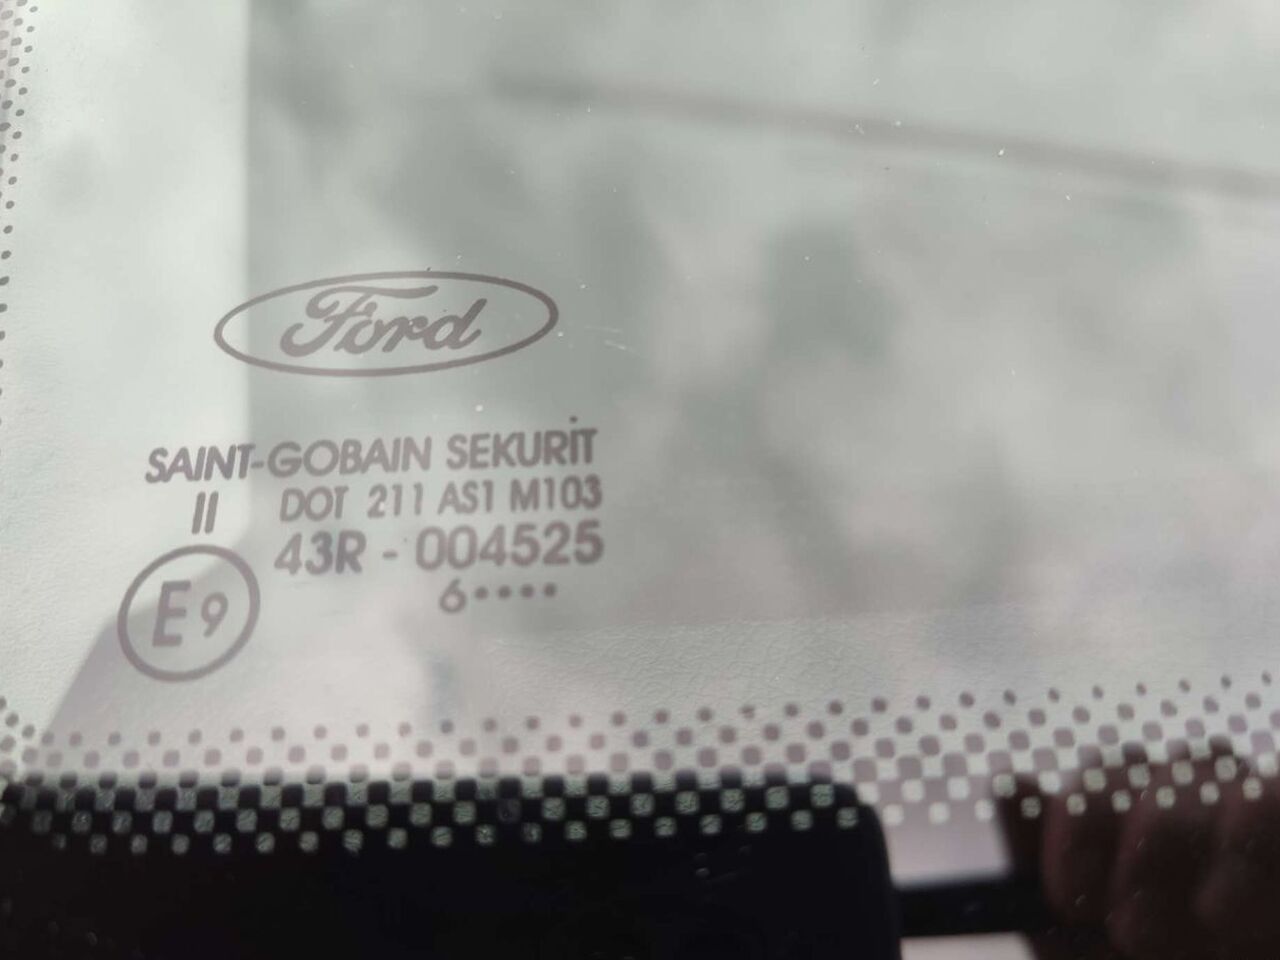 Ford
SAINT-GOBAIN SEKURIT
II DOT 211 AS1 M103
43R - 004525
E9 6••••